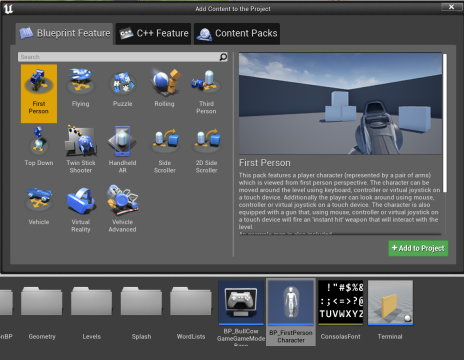 Add Content to the Project
Blueprint Feature
C++ Feature
Content Packs
Search
First
Person
Flying
Puzzle
Rolling
Third
Person
Top Down
Twin Stick
Shooter
Handheld
AR
Side
Scroller
2D Side
Scroller
Vehicle
Virtual
Reality
Vehicle
Advanced
First Person
This pack features a player character (represented by a pair of arms)
which is viewed from first person perspective. The character can be
moved around the level using keyboard, controller or virtual joystick on
a touch device. Additionally the player can look around using mouse,
controller or virtual joystick on a touch device. The character is also
equipped with a gun that, using mouse, controller or virtual joystick on
a touch device will fire an 'instant hit' weapon that will interact with the
level.
+ Add to Project
onBP
Geometry
Levels
Splash
WordLists
BP_BullCow
GameGameMode
Base
BP_FirstPerson
Character
!"#$%&
:;<=>?@
TUVWXYZ
ConsolasFont
Terminal